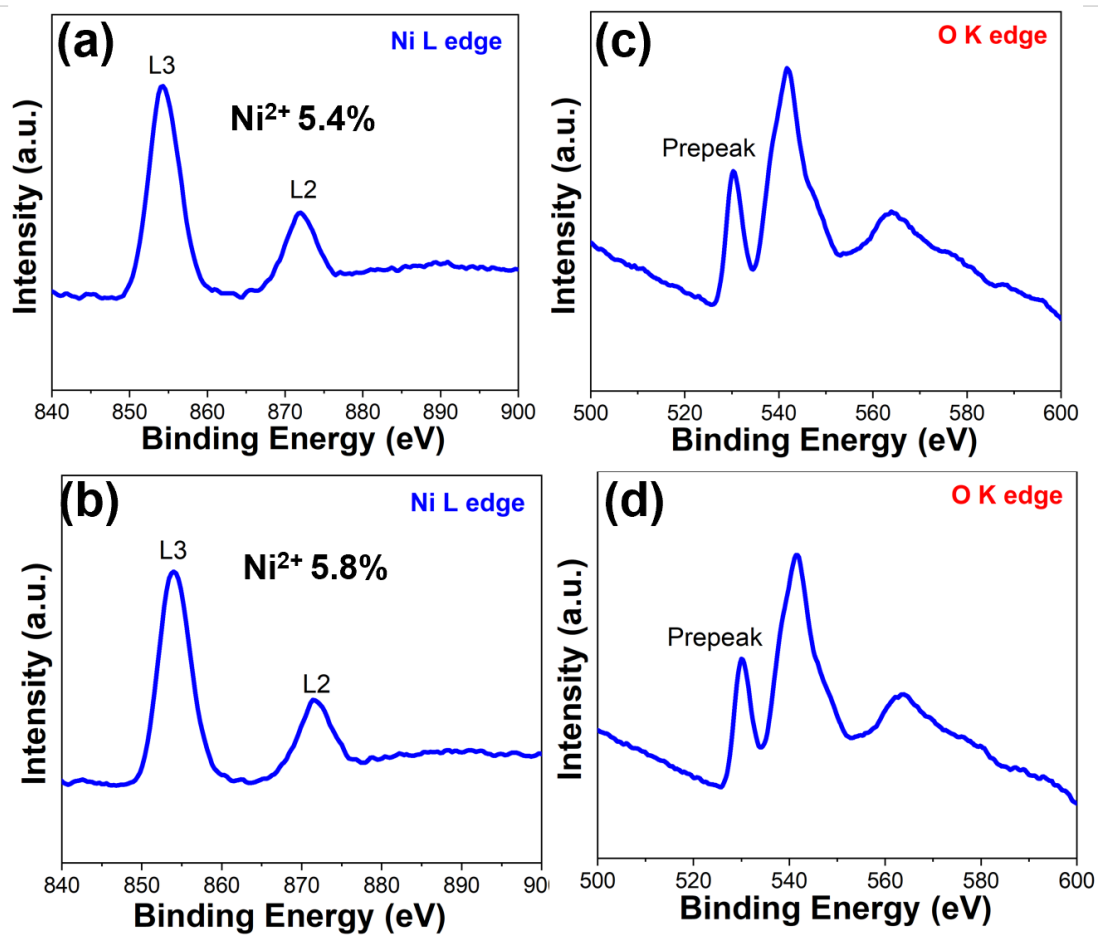 (a)
Ni L edge
L3
Ni²⁺ 5.4%
L2
Intensity (a.u.)
840 850 860 870 880 890 900
Binding Energy (eV)
(c)
O K edge
Prepeak
Intensity (a.u.)
500 520 540 560 580 600
Binding Energy (eV)
(b)
Ni L edge
L3
Ni²⁺ 5.8%
L2
Intensity (a.u.)
840 850 860 870 880 890 90
Binding Energy (eV)
(d)
O K edge
Prepeak
Intensity (a.u.)
500 520 540 560 580 600
Binding Energy (eV)